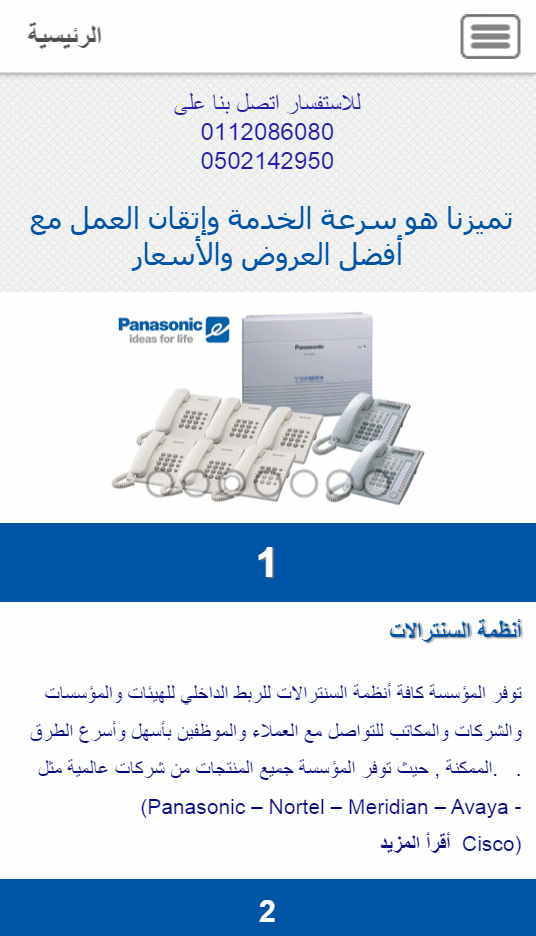 الرئيسية
للاستفسار اتصل بنا على
0112086080
0502142950
تميزنا هو سرعة الخدمة وإتقان العمل مع
أفضل العروض والأسعار
Panasonic
ideas for life
Panasonic
1
أنظمة السنترالات
توفر المؤسسة كافة أنظمة السنترالات للربط الداخلي للهيئات والمؤسسات
والشركات والمكاتب للتواصل مع العملاء والموظفين بأسهل وأسرع الطرق
.الممكنة , حيث توفر المؤسسة جميع المنتجات من شركات عالمية مثل .
(Panasonic – Nortel – Meridian – Avaya -
Cisco) أقرأ المزيد
2